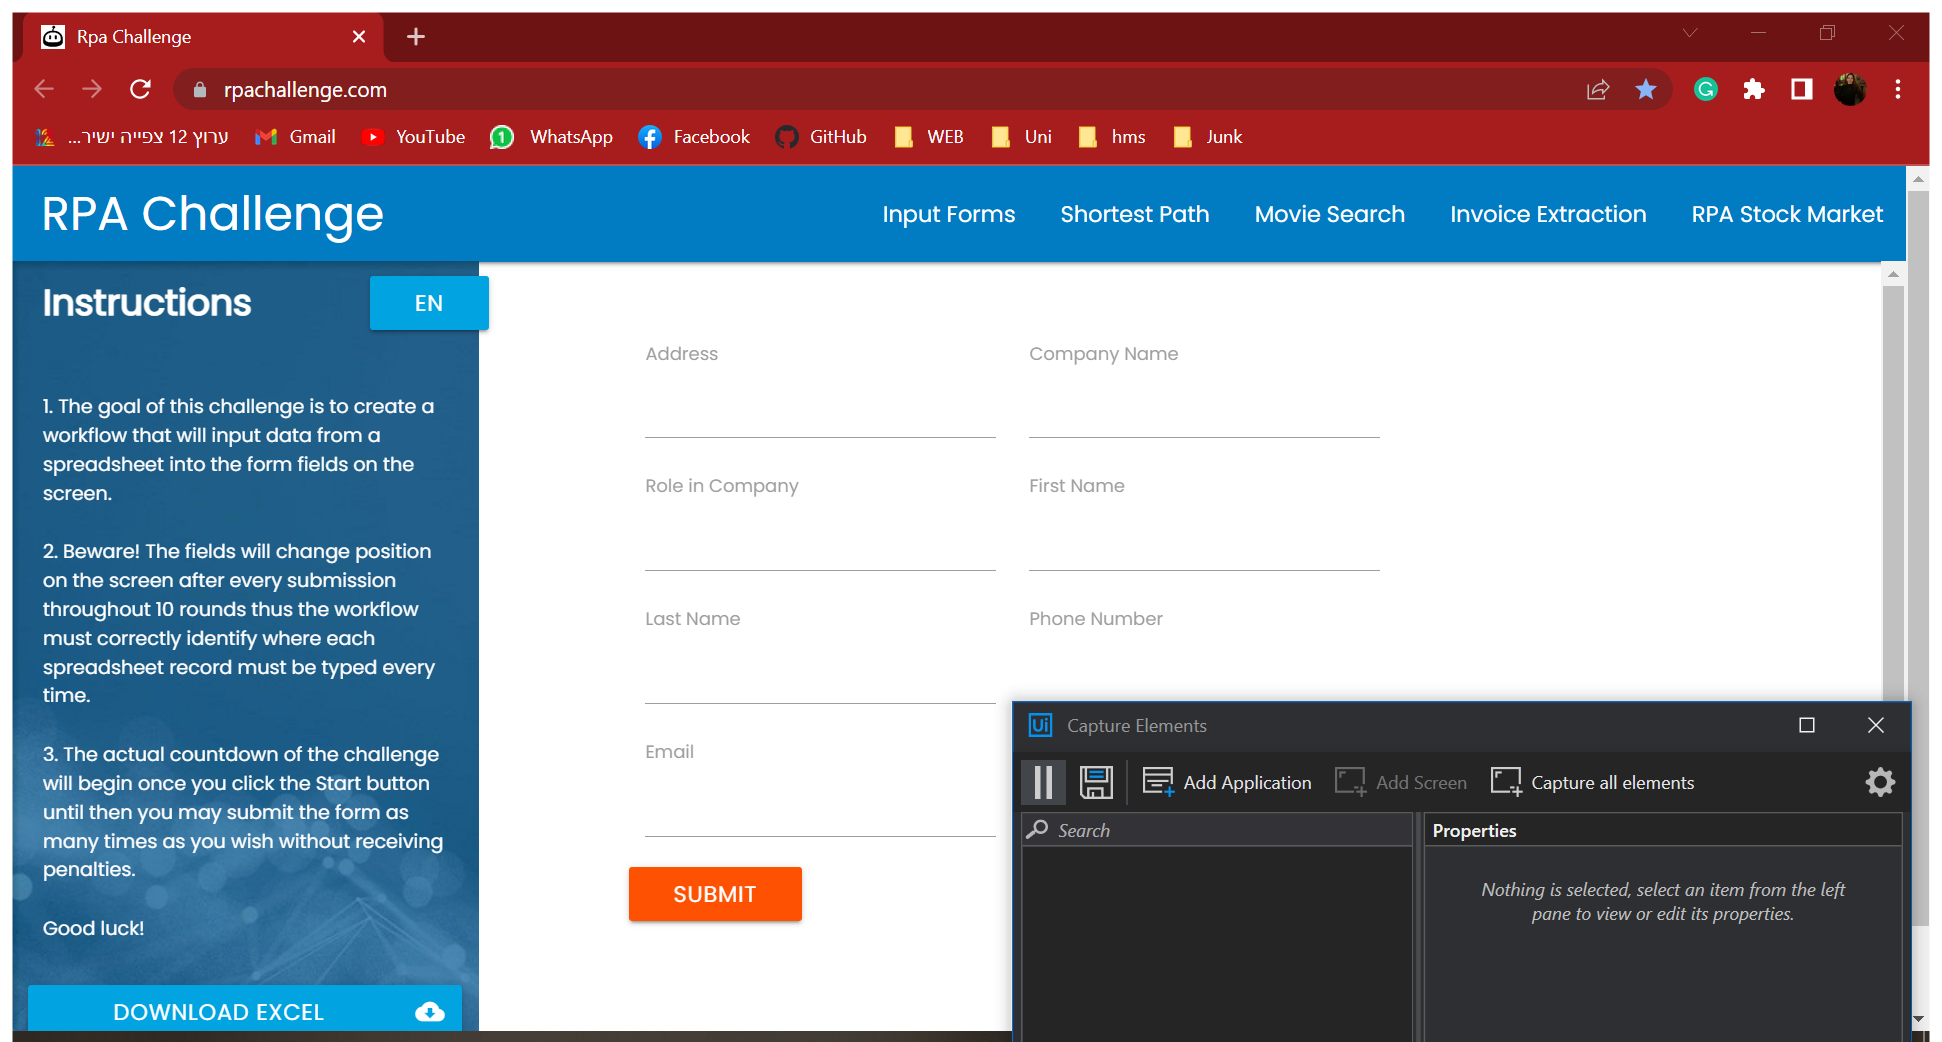 Rpa Challenge
rpachallenge.com
ערוץ 12 צפייה ישיר...
Gmail
YouTube
WhatsApp
Facebook
GitHub
WEB
Uni
hms
Junk
RPA Challenge
Input Forms
Shortest Path
Movie Search
Invoice Extraction
RPA Stock Market
Instructions
EN
1. The goal of this challenge is to create a
workflow that will input data from a
spreadsheet into the form fields on the
screen.
2. Beware! The fields will change position
on the screen after every submission
throughout 10 rounds thus the workflow
must correctly identify where each
spreadsheet record must be typed every
time.
3. The actual countdown of the challenge
will begin once you click the Start button
until then you may submit the form as
many times as you wish without receiving
penalties.
Good luck!
DOWNLOAD EXCEL
Address
Company Name
Role in Company
First Name
Last Name
Phone Number
Email
SUBMIT
Ui
Capture Elements
Add Application
Add Screen
Capture all elements
Search
Properties
Nothing is selected, select an item from the left
pane to view or edit its properties.